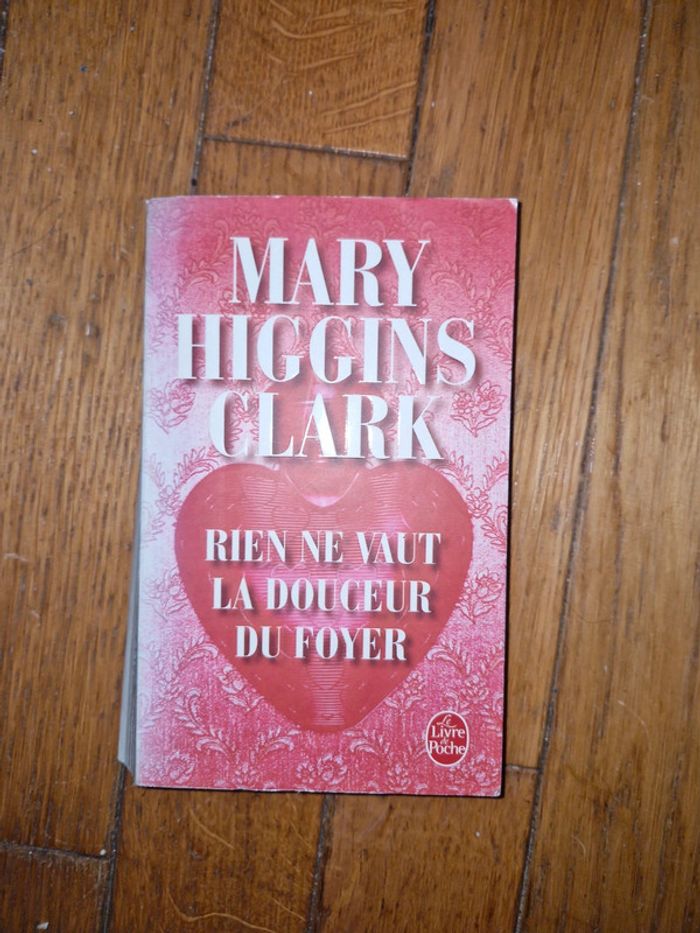 MARY
HIGGINS
CLARK
RIEN NE VAUT
LA DOUCEUR
DU FOYER
Le
Livre
de
Poche